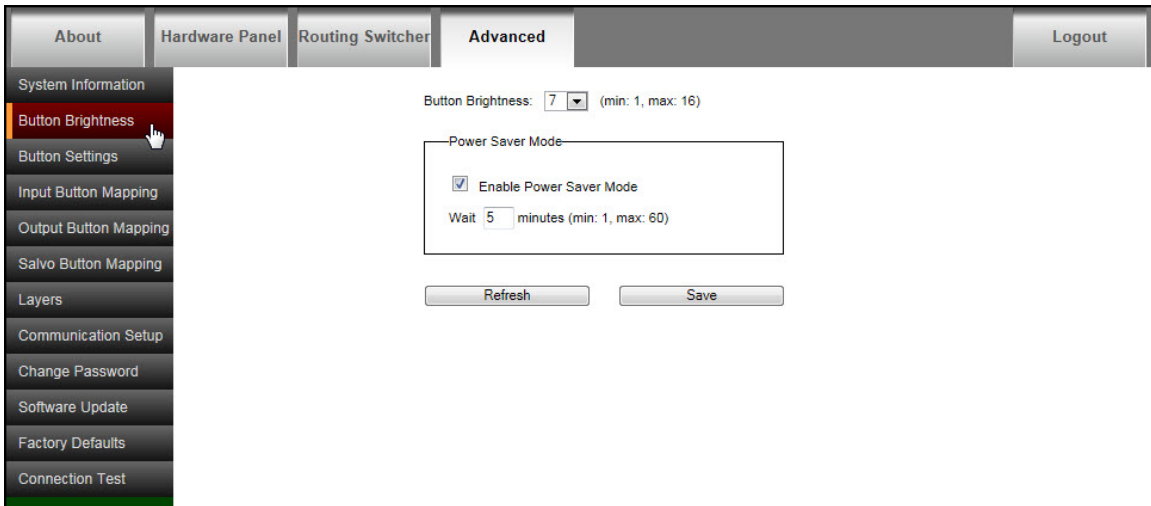 About
Hardware Panel
Routing Switcher
Advanced
Logout
System Information
Button Brightness
Button Settings
Input Button Mapping
Output Button Mapping
Salvo Button Mapping
Layers
Communication Setup
Change Password
Software Update
Factory Defaults
Connection Test
Button Brightness: 7 (min: 1, max: 16)
Power Saver Mode
Enable Power Saver Mode
Wait 5 minutes (min: 1, max: 60)
Refresh
Save